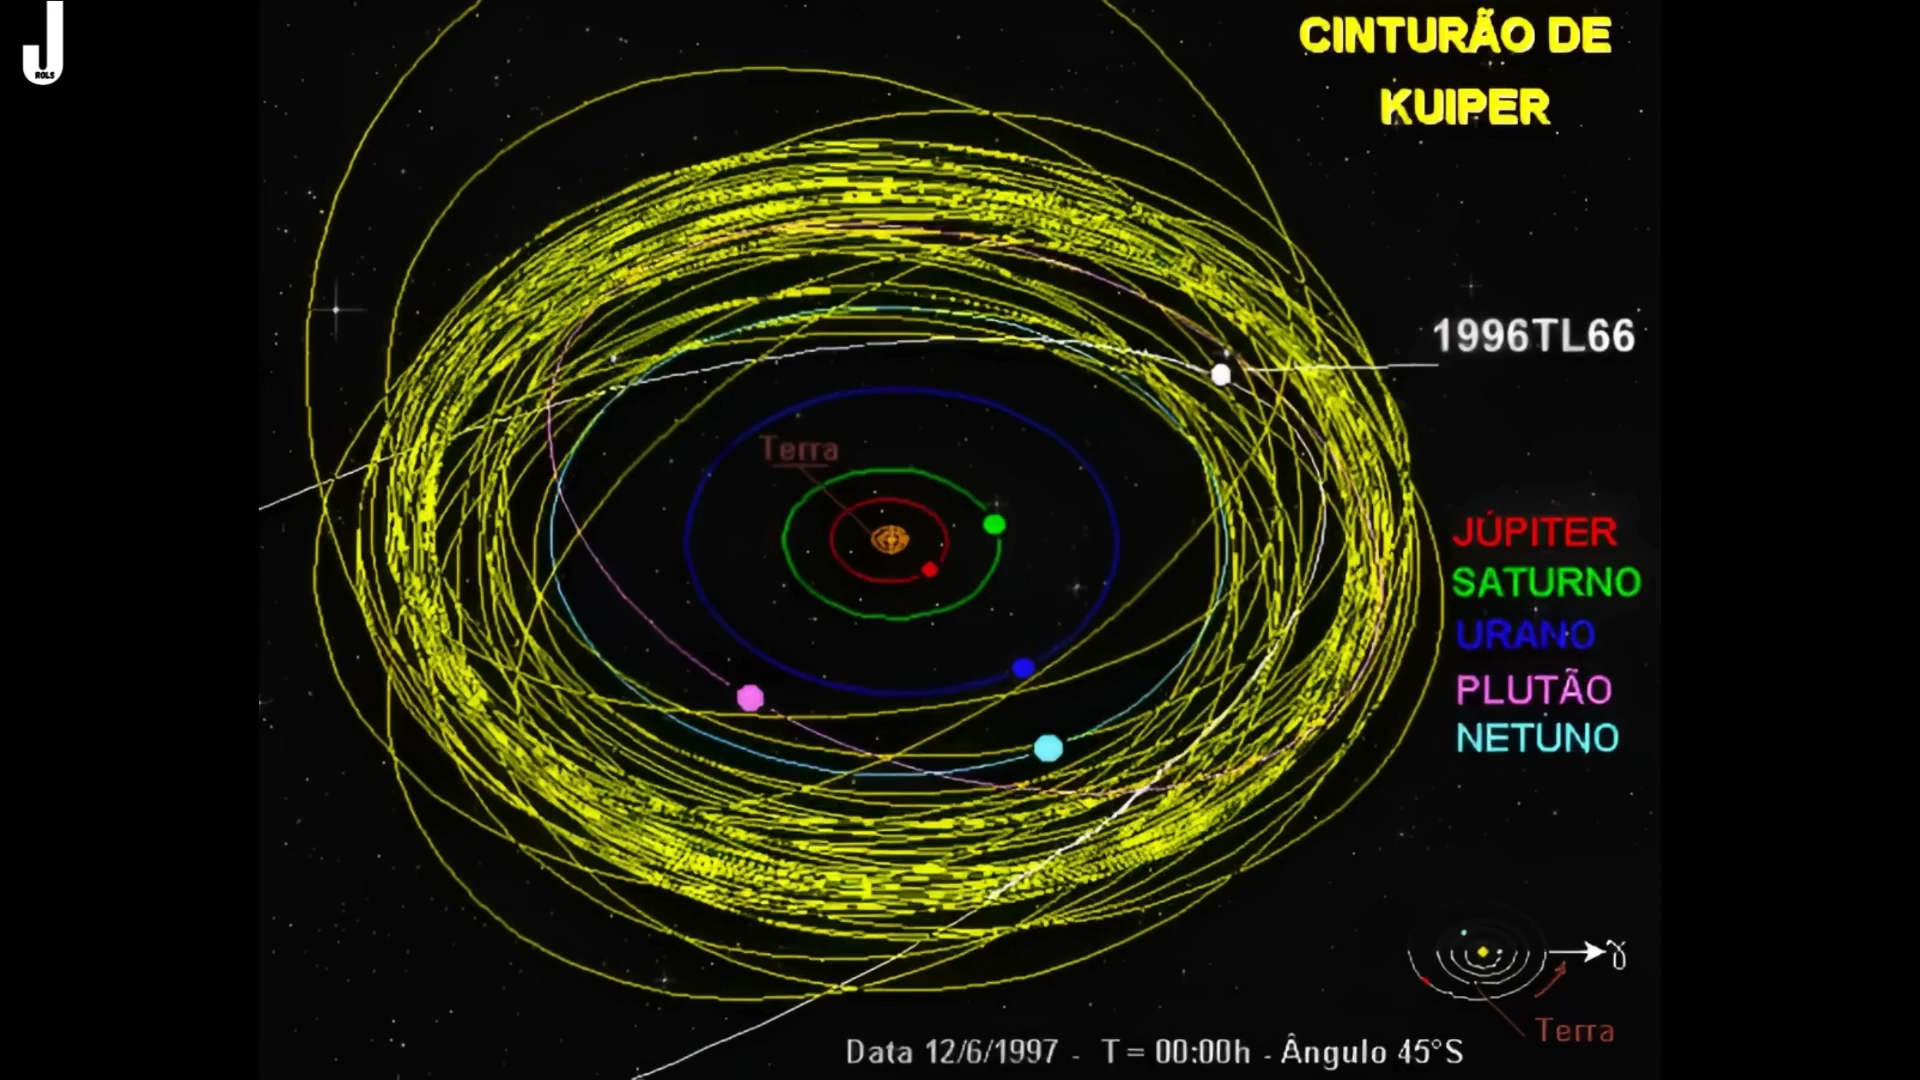 J
ROLS
CINTURÃO DE
KUIPER
1996TL66
Terra
JÚPITER
SATURNO
URANO
PLUTÃO
NETUNO
γ
Terra
Data 12/6/1997 - T = 00:00h - Ângulo 45°S